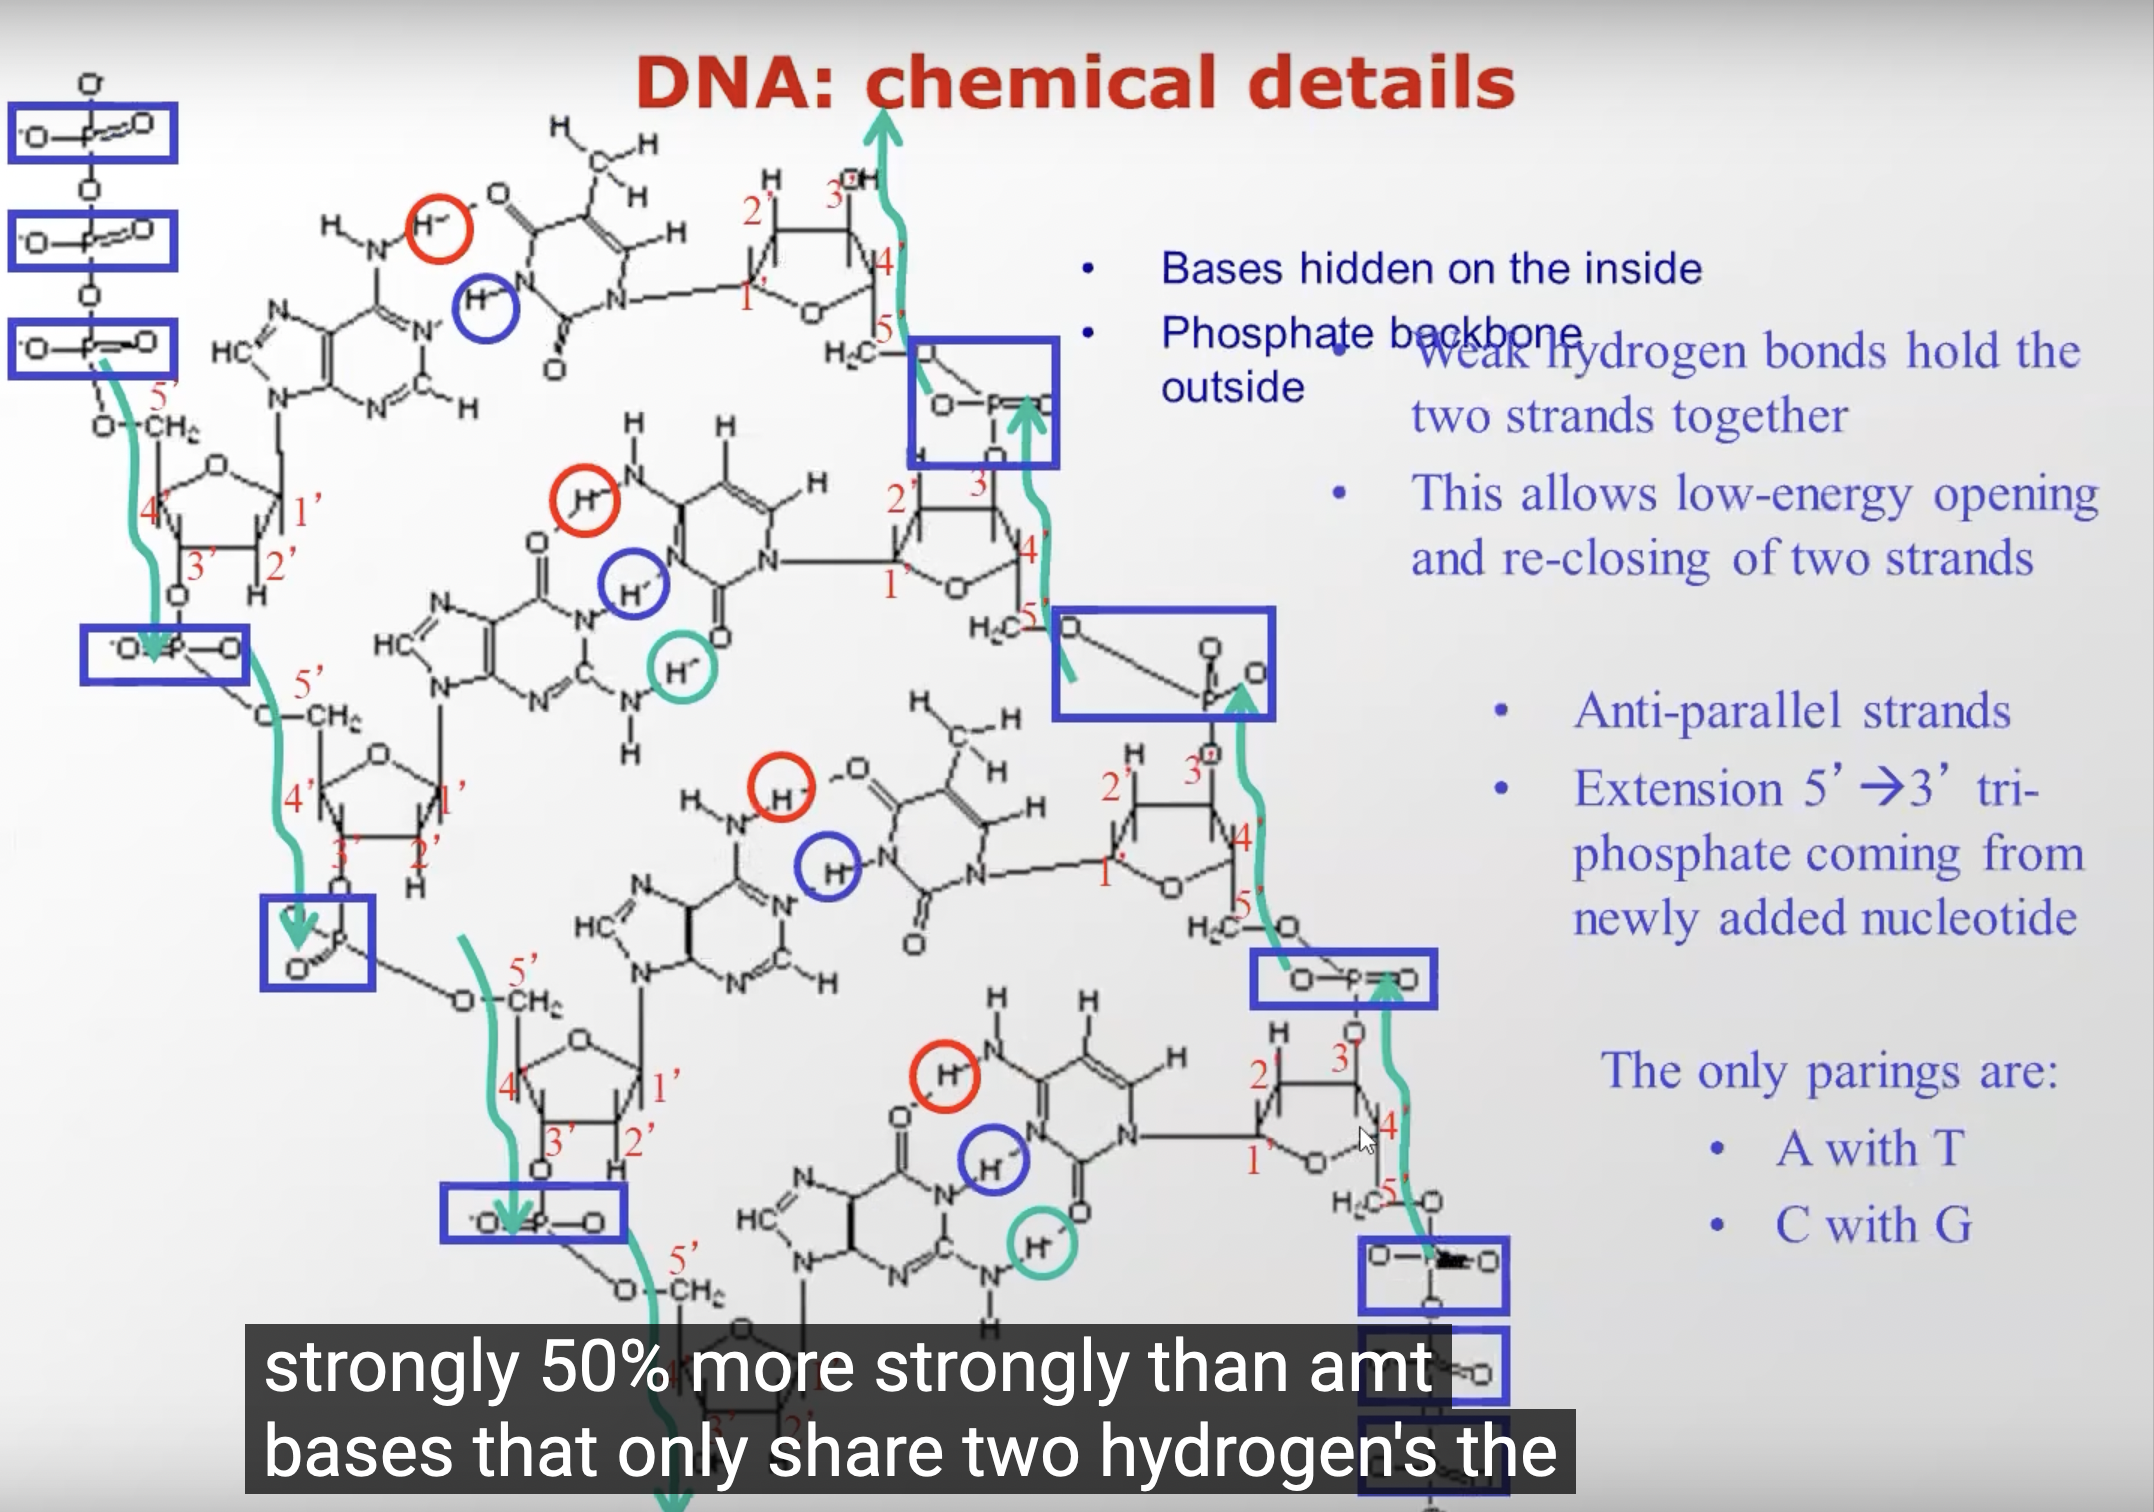 DNA: chemical details
• Bases hidden on the inside
• Phosphate backbone
outside
• Weak hydrogen bonds hold the
two strands together
• This allows low-energy opening
and re-closing of two strands
• Anti-parallel strands
• Extension 5’ →3’ tri-
phosphate coming from
newly added nucleotide
The only parings are:
• A with T
• C with G
strongly 50% more strongly than amt
bases that only share two hydrogen's the